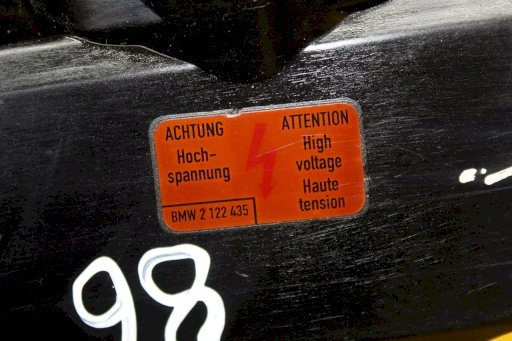 ACHTUNG
Hoch-
spannung
BMW 2 122 435
ATTENTION
High
voltage
Haute
tension
98